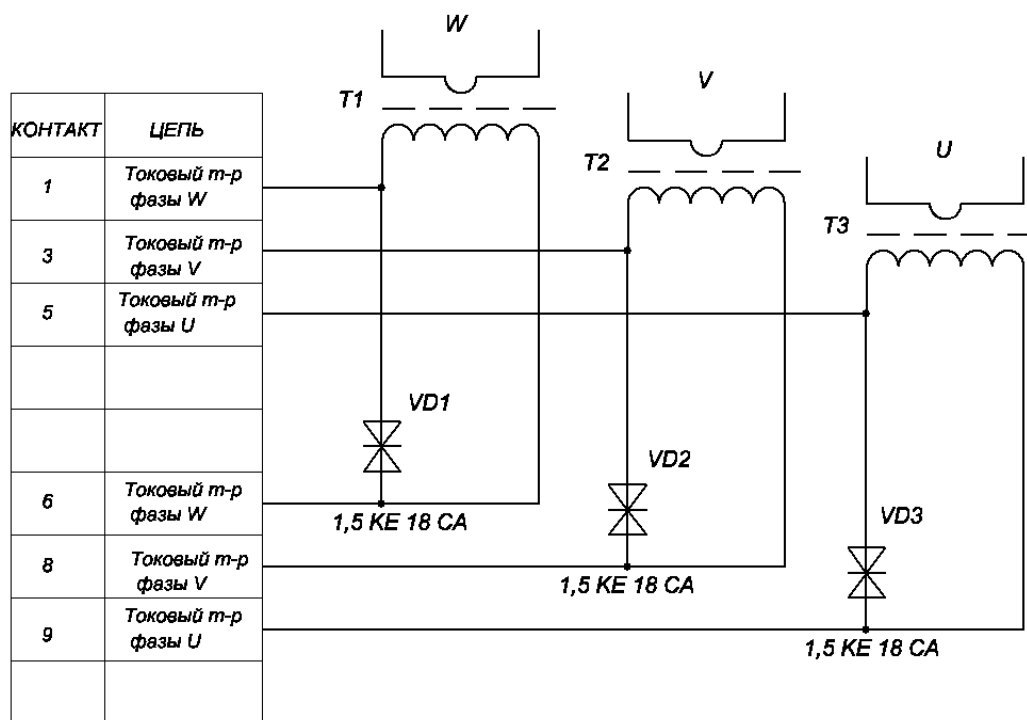 W
V
U
T1
T2
T3
КОНТАКТ
ЦЕПЬ
1
Токовый т-р
фазы W
3
Токовый т-р
фазы V
5
Токовый т-р
фазы U
VD1
VD2
VD3
6
Токовый т-р
фазы W
1,5 KE 18 CA
8
Токовый т-р
фазы V
1,5 KE 18 CA
9
Токовый т-р
фазы U
1,5 KE 18 CA